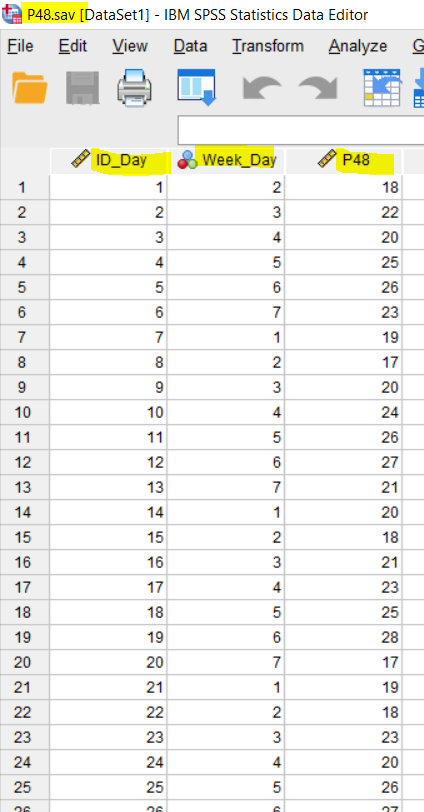 P48.sav [DataSet1] - IBM SPSS Statistics Data Editor
File Edit View Data Transform Analyze G
ID_Day Week_Day P48
1 1 2 18
2 2 3 22
3 3 4 20
4 4 5 25
5 5 6 26
6 6 7 23
7 7 1 19
8 8 2 17
9 9 3 20
10 10 4 24
11 11 5 26
12 12 6 27
13 13 7 21
14 14 1 20
15 15 2 18
16 16 3 21
17 17 4 23
18 18 5 25
19 19 6 28
20 20 7 17
21 21 1 19
22 22 2 18
23 23 3 23
24 24 4 20
25 25 5 26
26 26 6 27